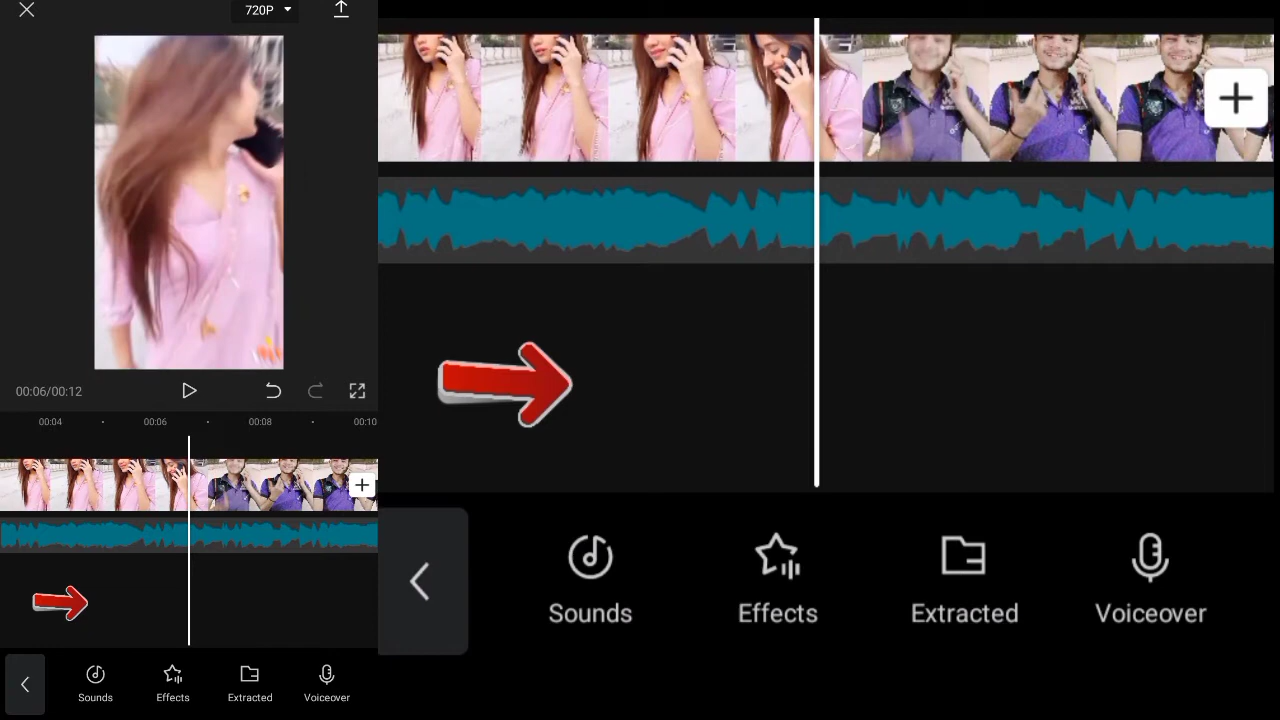 720P
00:06/00:12
00:04 00:06 00:08 00:10
Sounds Effects Extracted Voiceover
Sounds Effects Extracted Voiceover